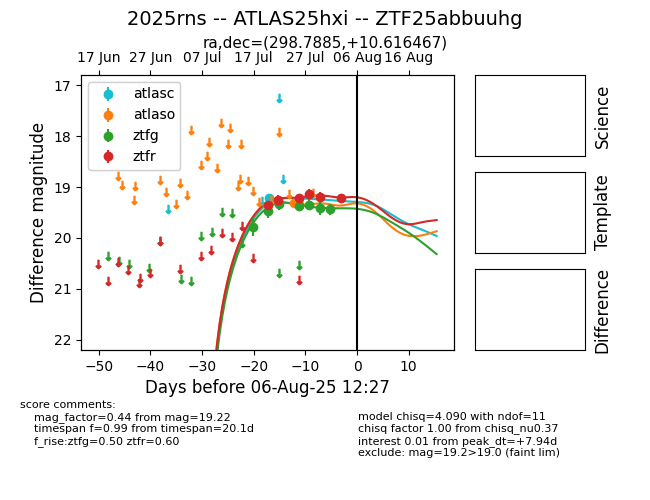 2025rns -- ATLAS25hxi -- ZTF25abbuuhg
ra,dec=(298.7885,+10.616467)
17 Jun 27 Jun 07 Jul 17 Jul 27 Jul 06 Aug 16 Aug
atlasc
atlaso
ztfg
ztfr
17
18
19
20
21
22
Difference magnitude
−50 −40 −30 −20 −10 0 10
Days before 06-Aug-25 12:27
Science
Template
Difference
score comments:
mag_factor=0.44 from mag=19.22
timespan f=0.99 from timespan=20.1d
f_rise:ztfg=0.50 ztfr=0.60
model chisq=4.090 with ndof=11
chisq factor 1.00 from chisq_nu0.37
interest 0.01 from peak_dt=+7.94d
exclude: mag=19.2>19.0 (faint lim)